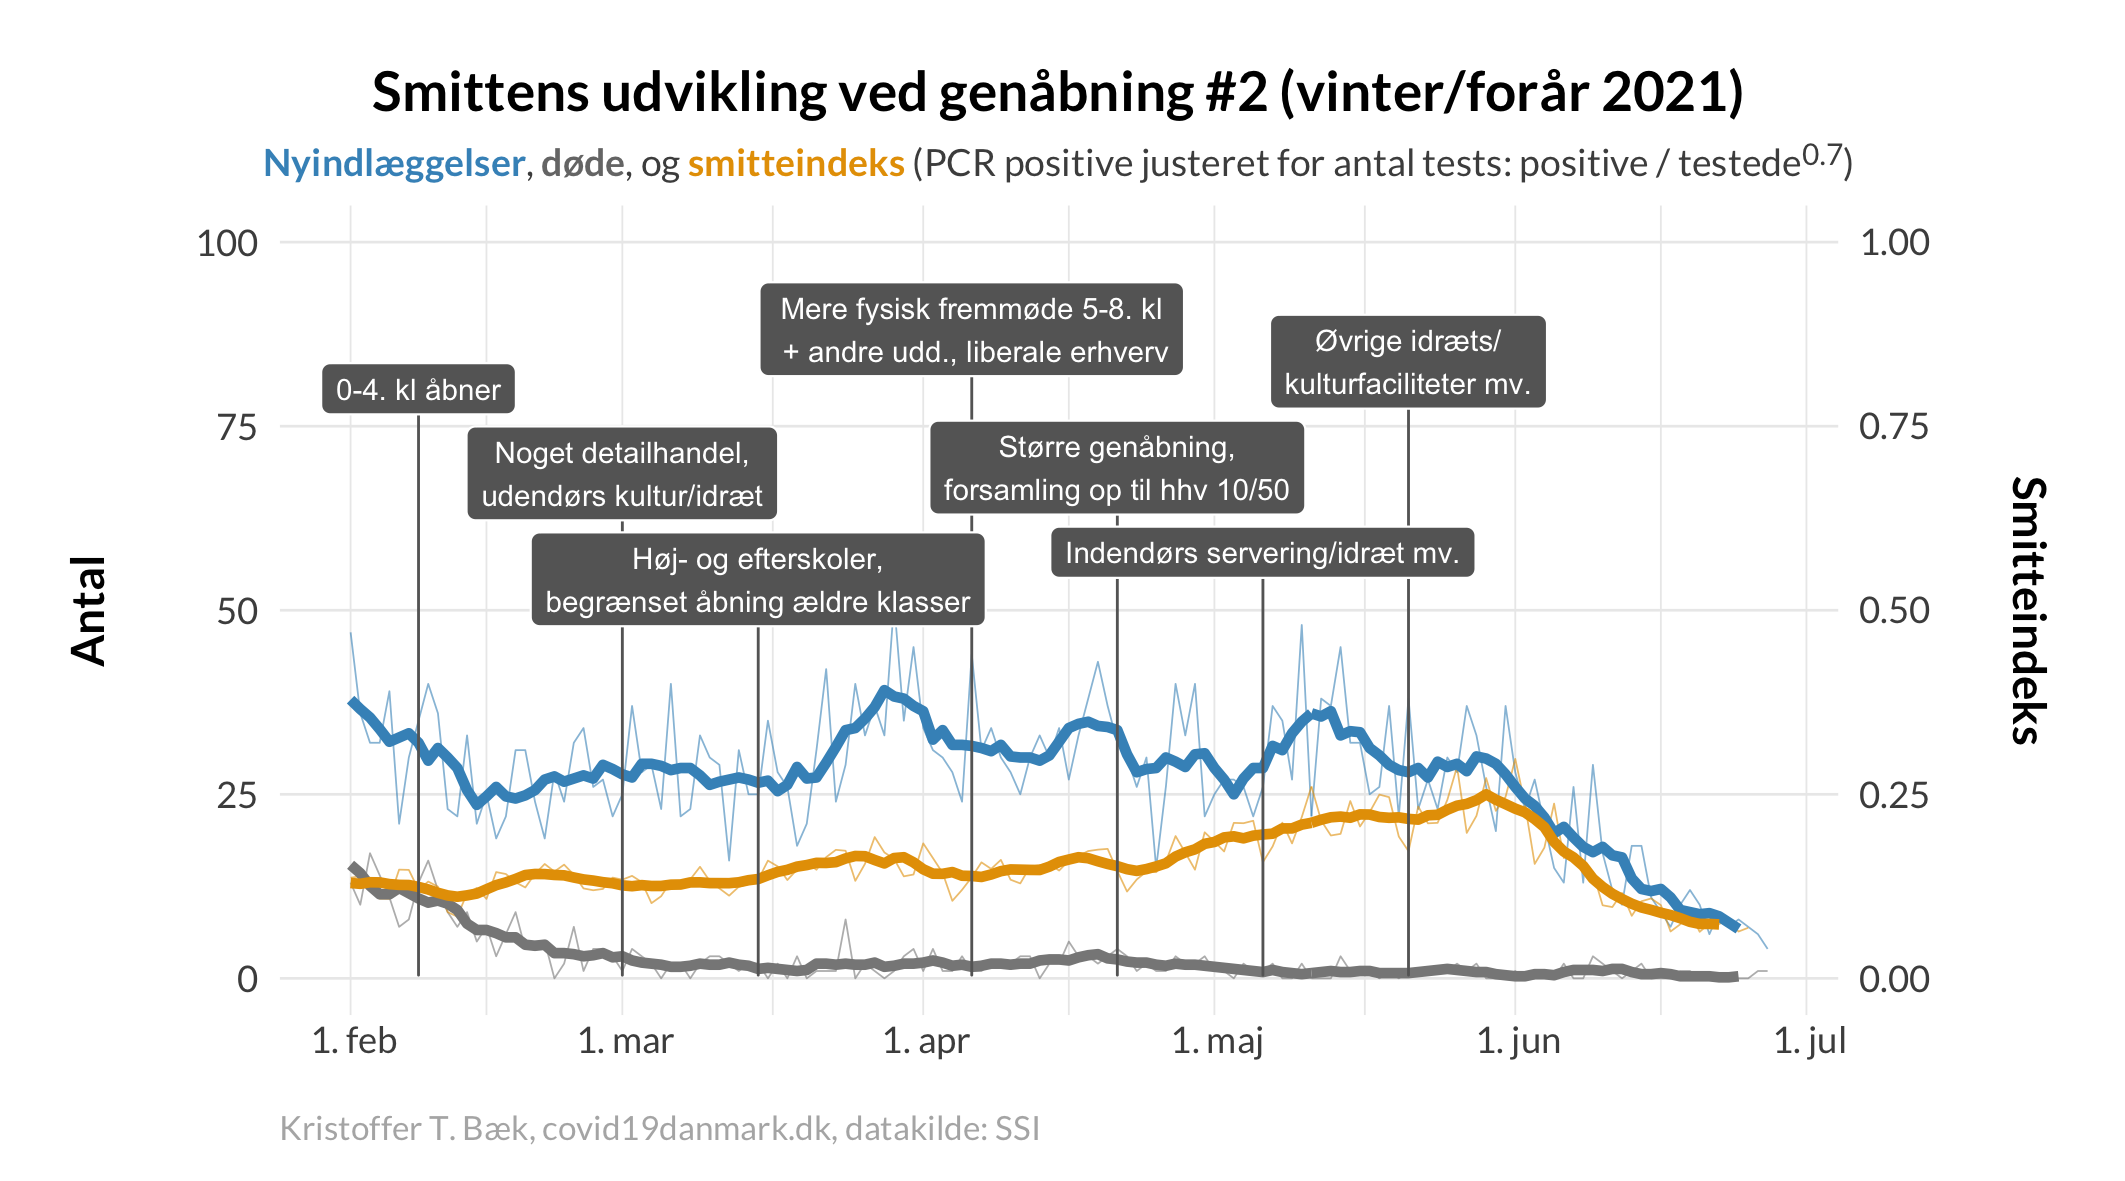 Smittens udvikling ved genåbning #2 (vinter/forår 2021)
Nyindlæggelser, døde, og smitteindeks (PCR positive justeret for antal tests: positive / testede^0.7)
100
75
50
25
0
Antal
1.00
0.75
0.50
0.25
0.00
Smitteindeks
0-4. kl åbner
Noget detailhandel,
udendørs kultur/idræt
Høj- og efterskoler,
begrænset åbning ældre klasser
Mere fysisk fremmøde 5-8. kl
+ andre udd., liberale erhverv
Større genåbning,
forsamling op til hhv 10/50
Indendørs servering/idræt mv.
Øvrige idræts/
kulturfaciliteter mv.
1. feb
1. mar
1. apr
1. maj
1. jun
1. jul
Kristoffer T. Bæk, covid19danmark.dk, datakilde: SSI